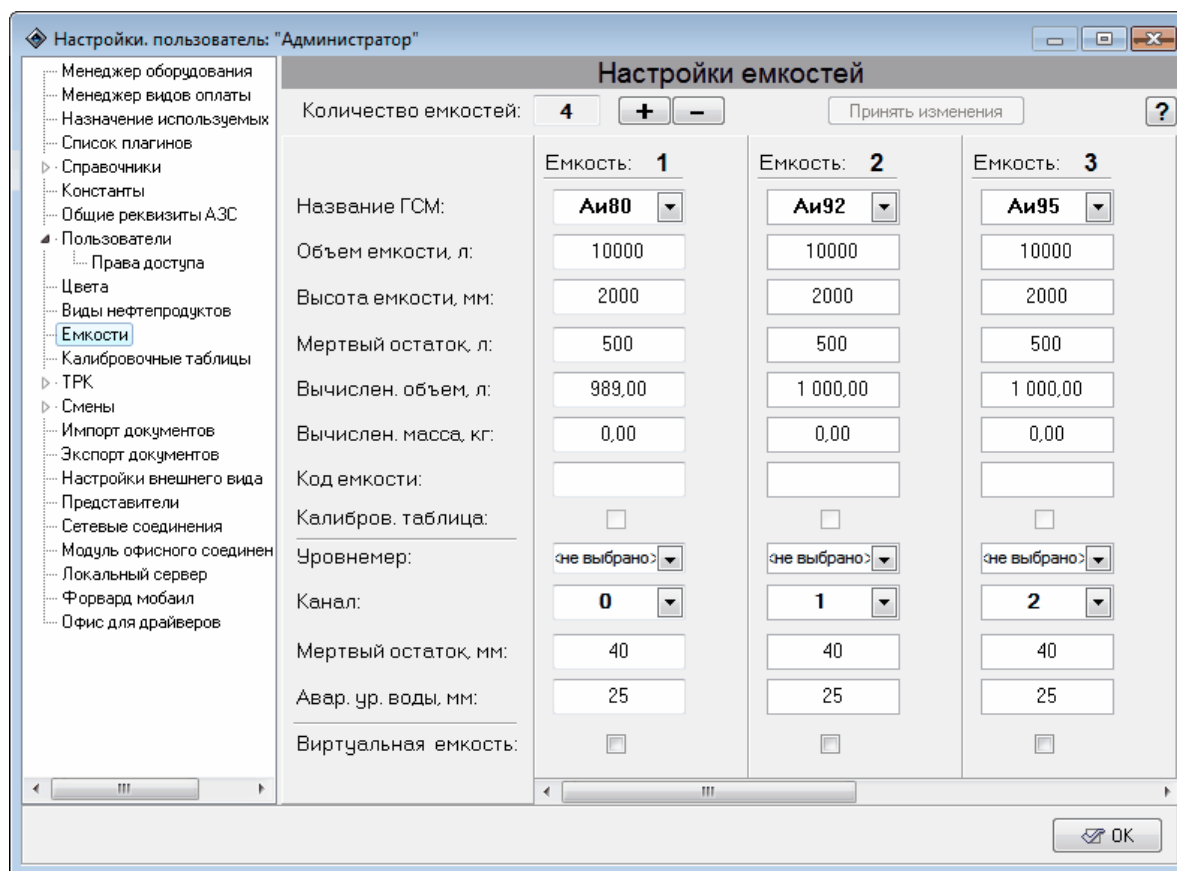 Настройки. пользователь: "Администратор"
Менеджер оборудования
Менеджер видов оплаты
Назначение используемых
Список плагинов
Справочники
Константы
Общие реквизиты АЗС
Пользователи
Права доступа
Цвета
Виды нефтепродуктов
Емкости
Калибровочные таблицы
ТРК
Смены
Импорт документов
Экспорт документов
Настройки внешнего вида
Представители
Сетевые соединения
Модуль офисного соединен
Локальный сервер
Форвард мобаил
Офис для драйверов
Настройки емкостей
Количество емкостей: 4 + − Принять изменения ?
Емкость: 1 Емкость: 2 Емкость: 3
Название ГСМ: Аи80 Аи92 Аи95
Объем емкости, л: 10000 10000 10000
Высота емкости, мм: 2000 2000 2000
Мертвый остаток, л: 500 500 500
Вычислен. объем, л: 989,00 1 000,00 1 000,00
Вычислен. масса, кг: 0,00 0,00 0,00
Код емкости:
Калибров. таблица:
Уровнемер: <не выбрано> <не выбрано> <не выбрано>
Канал: 0 1 2
Мертвый остаток, мм: 40 40 40
Авар. ур. воды, мм: 25 25 25
Виртуальная емкость:
OK